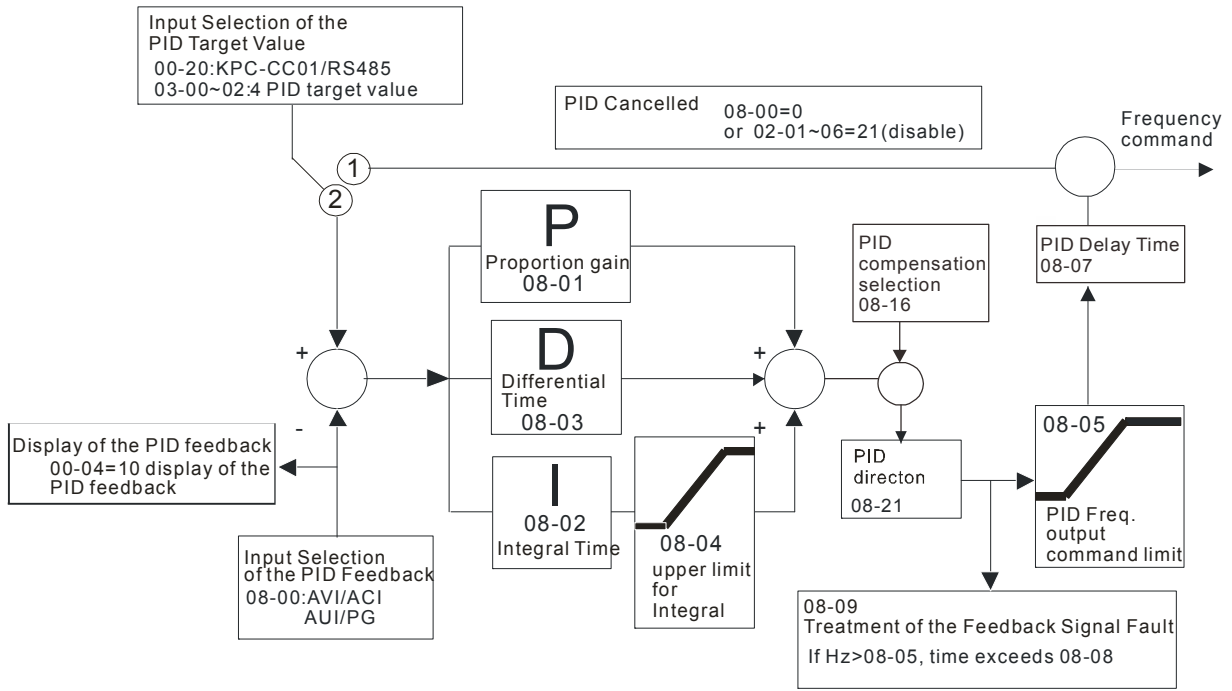 Input Selection of the
PID Target Value
00-20:KPC-CC01/RS485
03-00~02:4 PID target value
PID Cancelled 08-00=0
or 02-01~06=21(disable)
Frequency
command
1
2
P
Proportion gain
08-01
PID
compensation
selection
08-16
PID Delay Time
08-07
+
D
Differential
Time
08-03
+
+
-
Display of the PID feedback
00-04=10 display of the
PID feedback
I
08-02
Integral Time
08-04
upper limit
for
Integral
PID
directon
08-21
08-05
PID Freq.
output
command limit
Input Selection
of the PID Feedback
08-00:AVI/ACI
AUI/PG
08-09
Treatment of the Feedback Signal Fault
If Hz>08-05, time exceeds 08-08